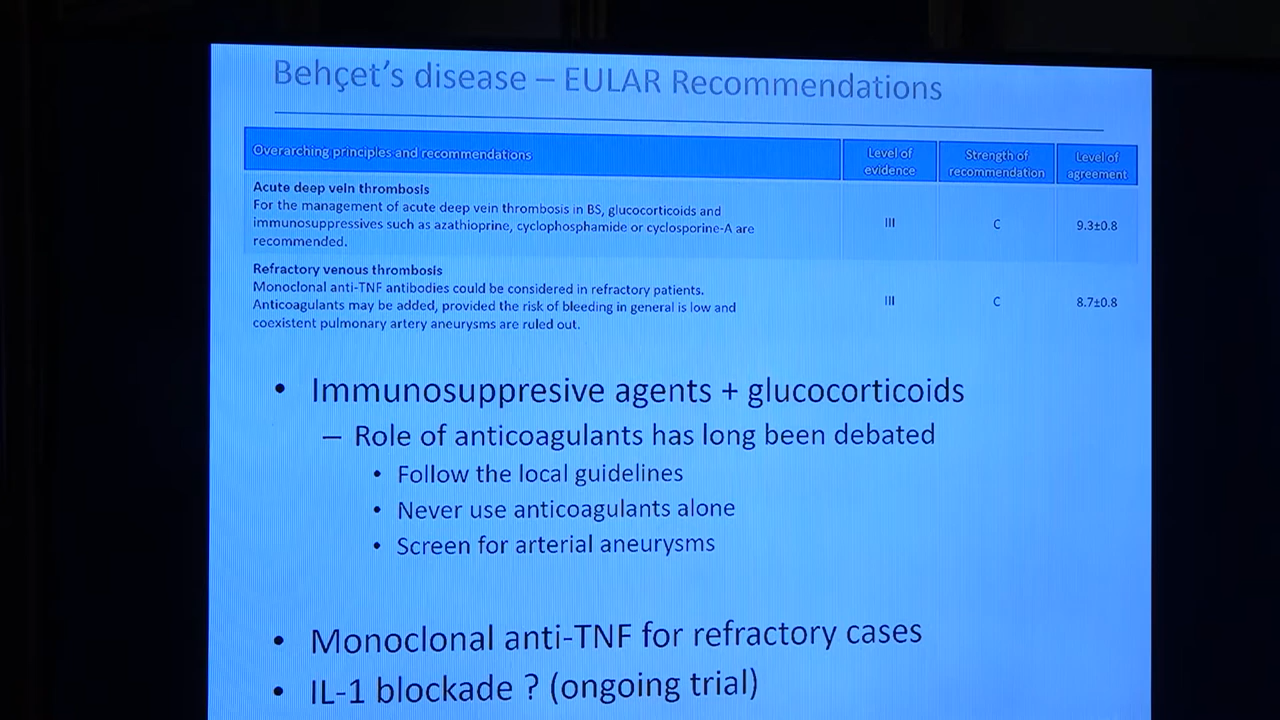 Behçet's disease – EULAR Recommendations
Overarching principles and recommendations
Level of evidence
Strength of recommendation
Level of agreement
Acute deep vein thrombosis
For the management of acute deep vein thrombosis in BS, glucocorticoids and
immunosuppressives such as azathioprine, cyclophosphamide or cyclosporine-A are
recommended.
III
C
9.3±0.8
Refractory venous thrombosis
Monoclonal anti-TNF antibodies could be considered in refractory patients.
Anticoagulants may be added, provided the risk of bleeding in general is low and
coexistent pulmonary artery aneurysms are ruled out.
III
C
8.7±0.8
• Immunosuppresive agents + glucocorticoids
– Role of anticoagulants has long been debated
• Follow the local guidelines
• Never use anticoagulants alone
• Screen for arterial aneurysms
• Monoclonal anti-TNF for refractory cases
• IL-1 blockade ? (ongoing trial)